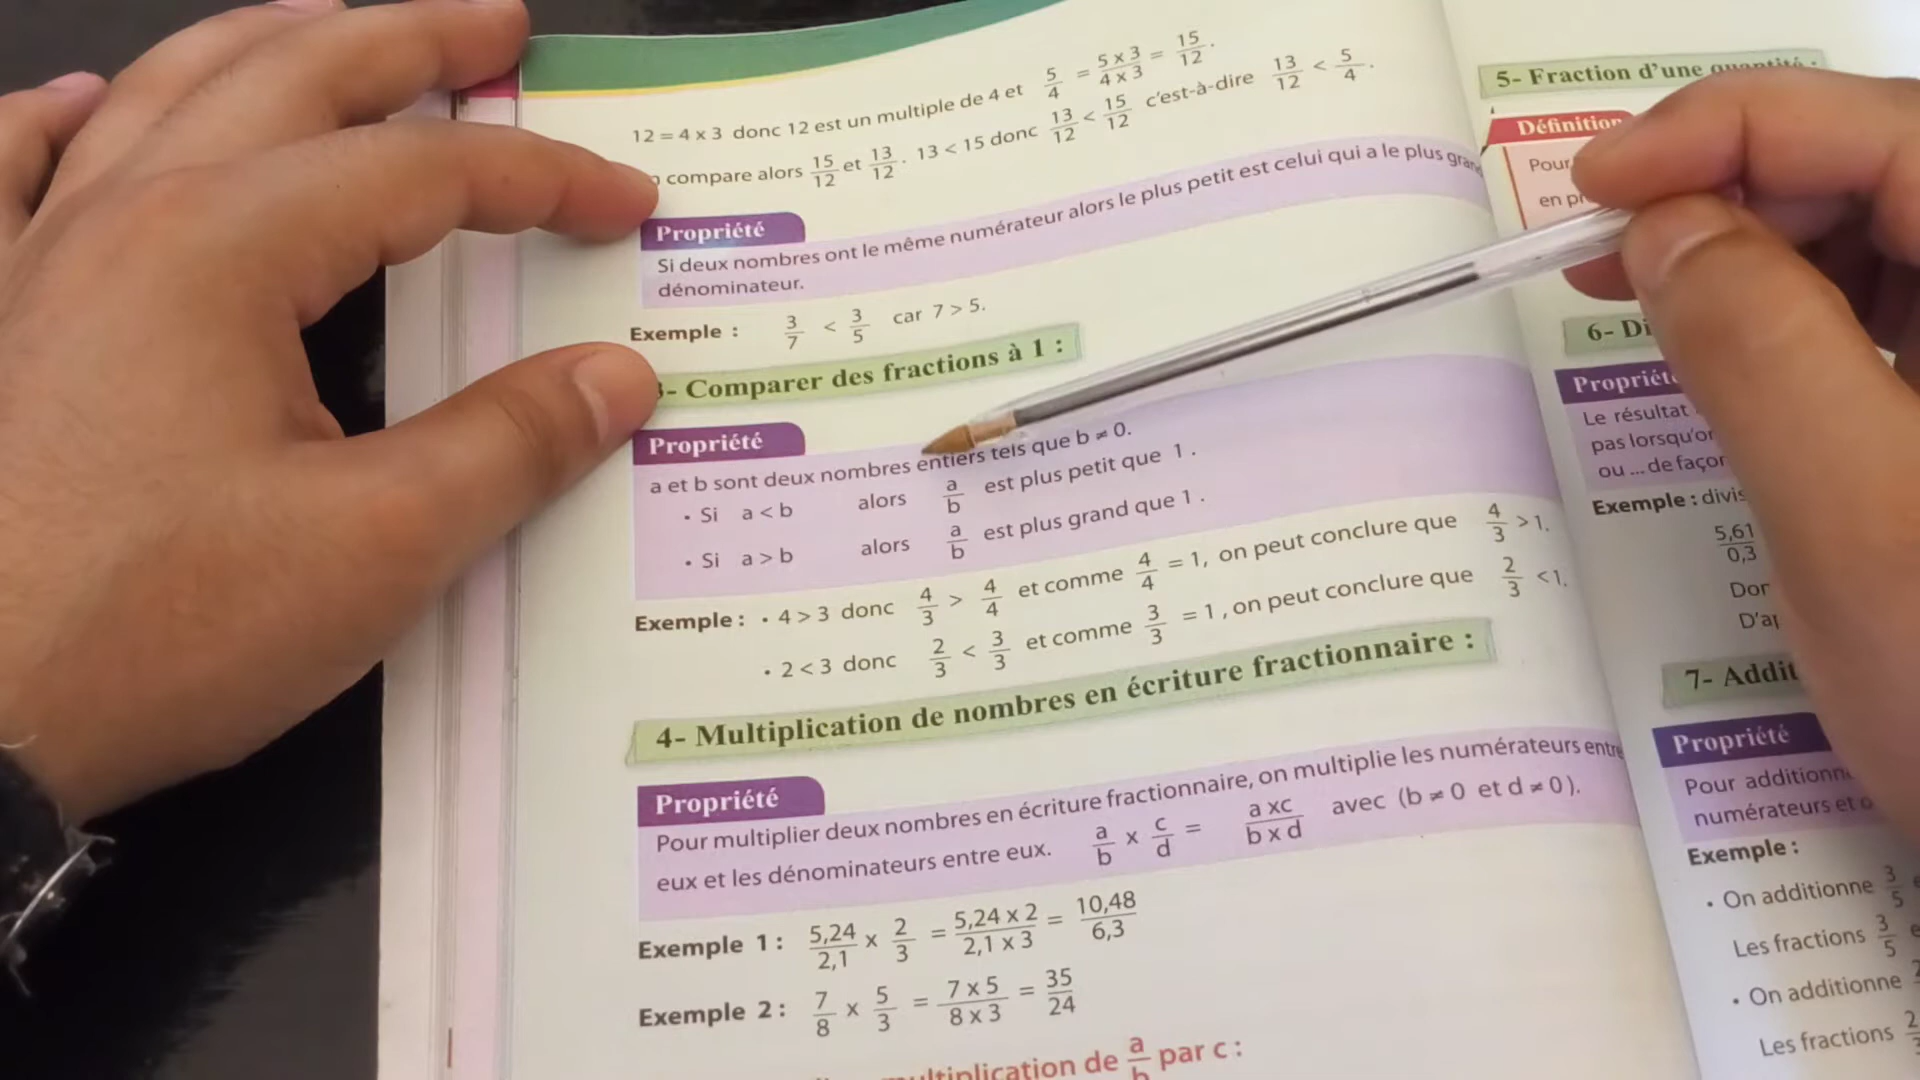 12 = 4 x 3 donc 12 est un multiple de 4 et 5/4 = 5 x 3/4 x 3 = 15/12.
compare alors 15/12 et 13/12. 13 < 15 donc 13/12 < 15/12 c'est-à-dire 13/12 < 5/4.
Propriété
Si deux nombres ont le même numérateur alors le plus petit est celui qui a le plus
dénominateur.
Exemple : 3/7 < 3/5 car 7 > 5.
- Comparer des fractions à 1 :
Propriété
a et b sont deux nombres entiers tels que b ≠ 0.
• Si a < b alors a/b est plus petit que 1.
• Si a > b alors a/b est plus grand que 1.
Exemple : • 4 > 3 donc 4/3 > 4/4 et comme 4/4 = 1, on peut conclure que 4/3 > 1.
• 2 < 3 donc 2/3 < 3/3 et comme 3/3 = 1, on peut conclure que 2/3 < 1.
4- Multiplication de nombres en écriture fractionnaire :
Propriété
Pour multiplier deux nombres en écriture fractionnaire, on multiplie les numérateurs entre
eux et les dénominateurs entre eux. a/b x c/d = a xc/b x d avec (b ≠ 0 et d ≠ 0).
Exemple 1 : 5,24/2,1 x 2/3 = 5,24 x 2/2,1 x 3 = 10,48/6,3
Exemple 2 : 7/8 x 5/3 = 7 x 5/8 x 3 = 35/24
de a/b par c :
5- Fraction d'une quantité :
Définition
Pour
en
6-
Propriété
Le résultat
pas lorsqu'
ou ... de façon
Exemple :
5,61/0,3
7-
Propriété
Pour
numérateurs et
Exemple :
• On additionne 3/5
Les fractions 3/5
• On additionne
Les fractions